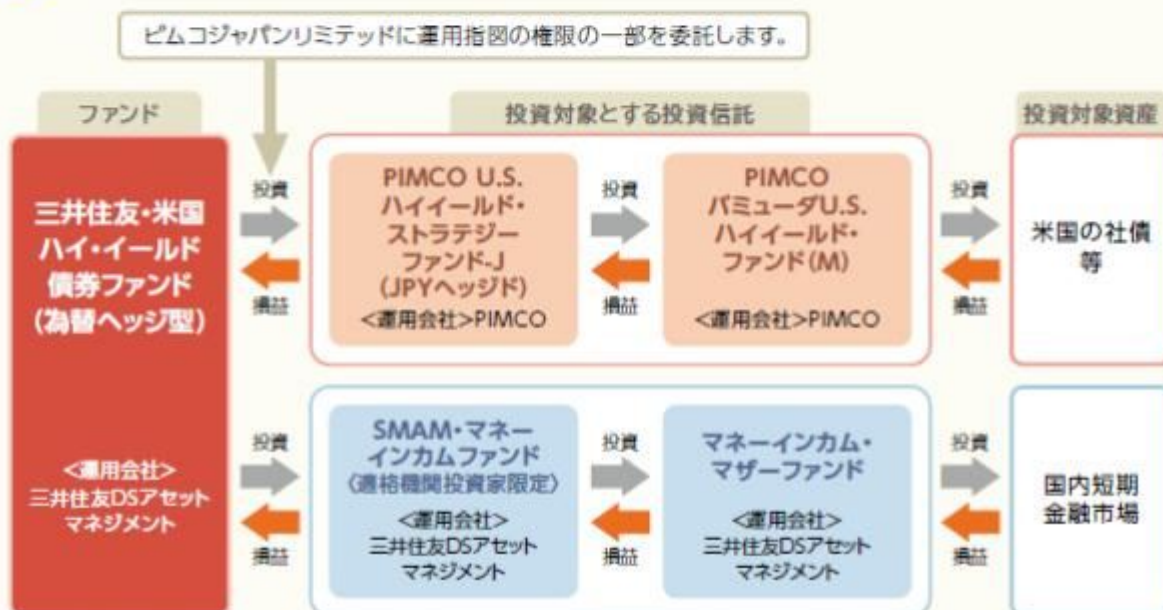 ピムコジャパンリミテッドに運用指図の権限の一部を委託します。
ファンド
投資対象とする投資信託
投資対象資産
三井住友・米国
ハイ・イールド
債券ファンド
(為替ヘッジ型)
<運用会社>
三井住友DSアセット
マネジメント
投資
損益
PIMCO U.S.
ハイイールド・
ストラテジー
ファンド-J
(JPYヘッジド)
<運用会社>PIMCO
投資
損益
PIMCO
バミューダU.S.
ハイイールド・
ファンド(M)
<運用会社>PIMCO
投資
損益
米国の社債
等
投資
損益
SMAM・マネー
インカムファンド
〈適格機関投資家限定〉
<運用会社>
三井住友DSアセット
マネジメント
投資
損益
マネーインカム・
マザーファンド
<運用会社>
三井住友DSアセット
マネジメント
投資
損益
国内短期
金融市場